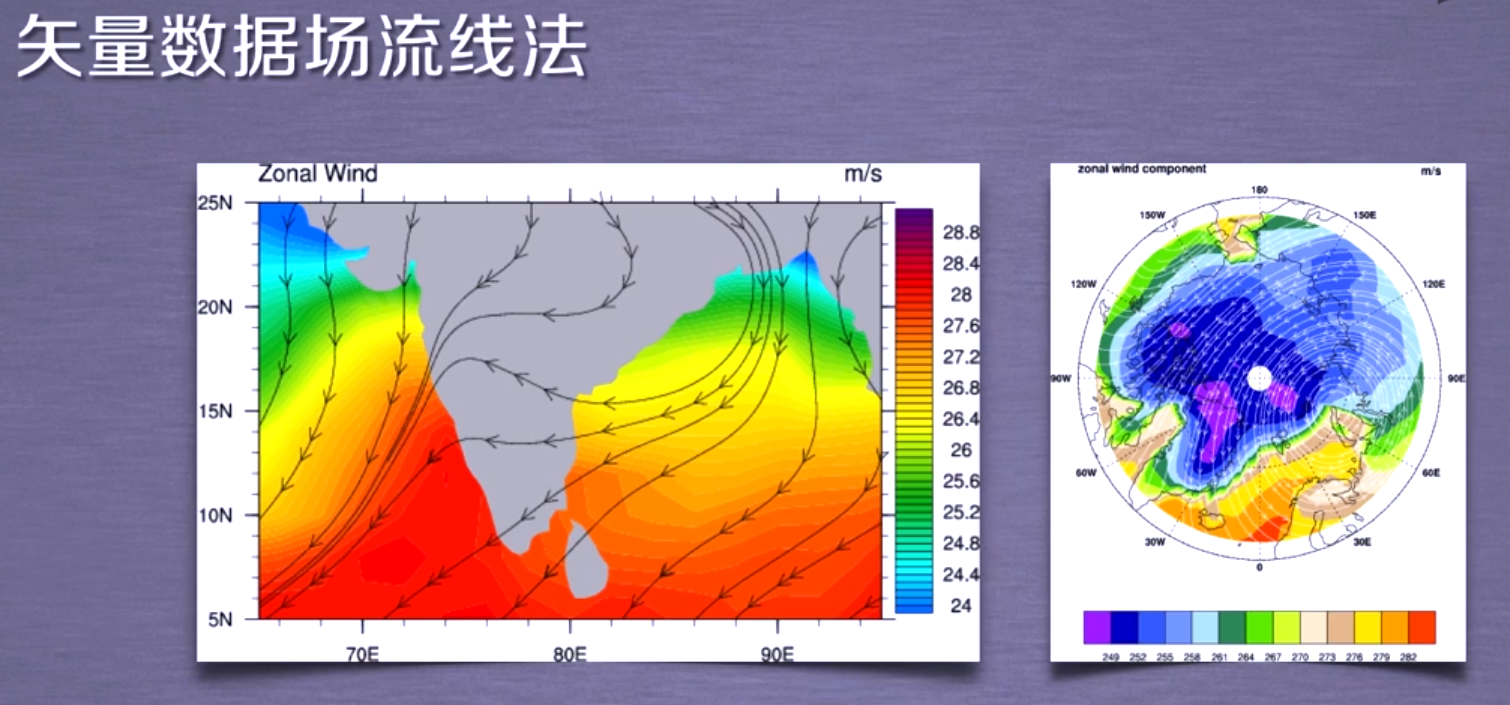 矢量数据场流线法
Zonal Wind m/s
25N
20N
15N
10N
5N
70E 80E 90E
28.8
28.4
28
27.6
27.2
26.8
26.4
26
25.6
25.2
24.8
24.4
24
zonal wind component m/s
180
150W 150E
120W 120E
90W 90E
60W 60E
30W 30E
0
249 252 255 258 261 264 267 270 273 276 279 282